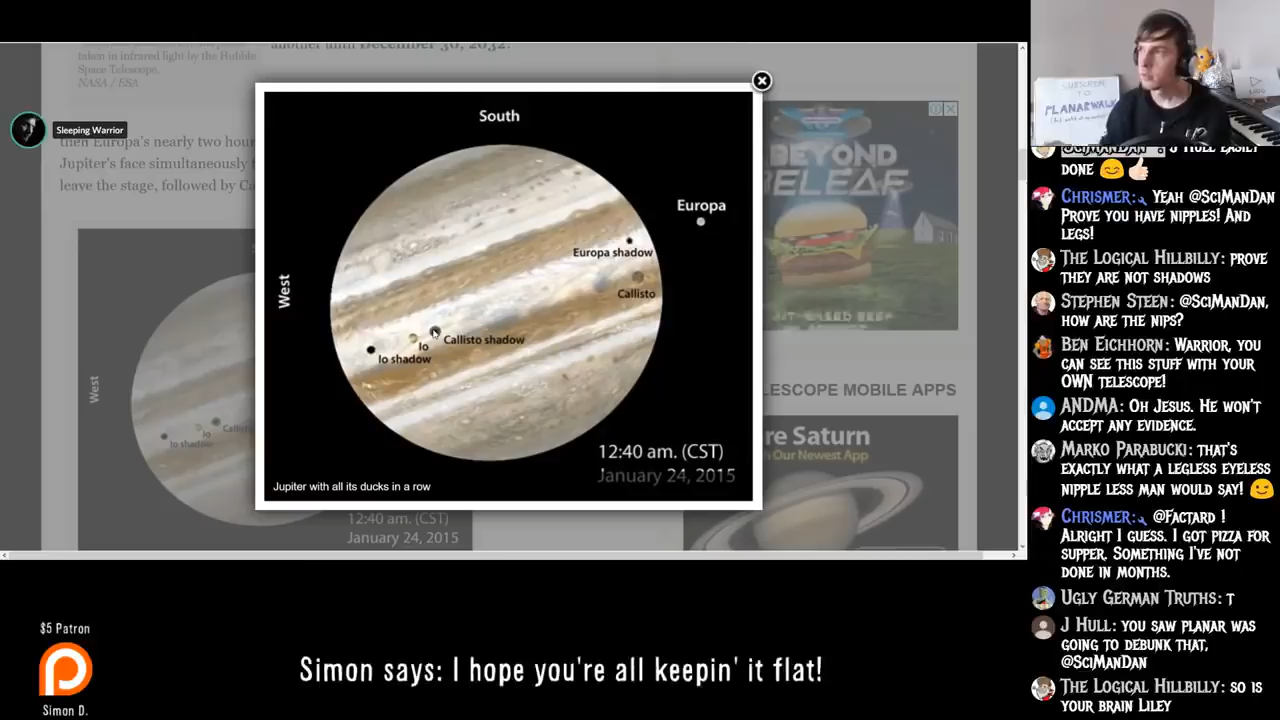 another until December 30, 2032.
taken in infrared light by the Hubble
Space Telescope.
NASA / ESA
Sleeping Warrior
then Europa's nearly two hour
Jupiter's face simultaneously
leave the stage, followed by Ca
South
West
Europa
Europa shadow
Callisto
Callisto shadow
Io
Io shadow
12:40 am. (CST)
January 24, 2015
Jupiter with all its ducks in a row
West
Io
Callist
Io shadow
12:40 am. (CST)
January 24, 2015
BEYOND
BELEAF
LESCOPE MOBILE APPS
re Saturn
h Our Newest App
SUBSCRIBE
TO
PLANARWALK
SciManDan : J Hull easily
done 😊 👍🏻
Chrismer: Yeah @SciManDan
Prove you have nipples! And
legs!
The Logical Hillbilly: prove
they are not shadows
Stephen Steen: @SciManDan,
how are the nips?
Ben Eichhorn: Warrior, you
can see this stuff with your
OWN telescope!
ANDMA: Oh Jesus. He won't
accept any evidence.
Marko Parabucki: that's
exactly what a legless eyeless
nipple less man would say! 😉
Chrismer: @Factard !
Alright I guess. I got pizza for
supper. Something I've not
done in months.
Ugly German Truths: t
J Hull: you saw planar was
going to debunk that,
@SciManDan
The Logical Hillbilly: so is
your brain Liley
$5 Patron
Simon D.
Simon says: I hope you're all keepin' it flat!